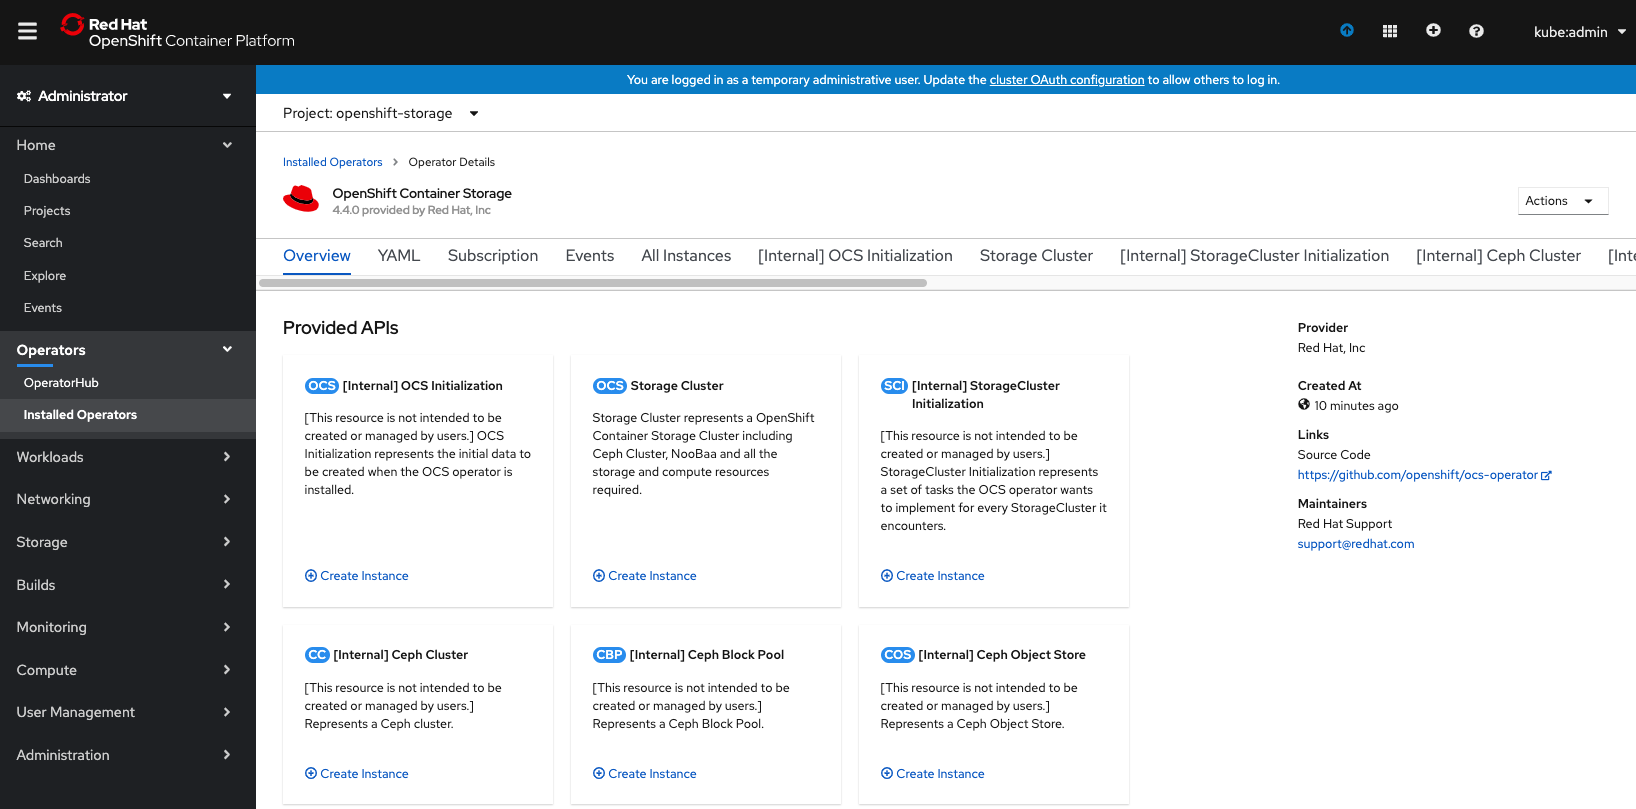 Red Hat
OpenShift Container Platform
kube:admin
Administrator
Home
Dashboards
Projects
Search
Explore
Events
Operators
OperatorHub
Installed Operators
Workloads
Networking
Storage
Builds
Monitoring
Compute
User Management
Administration
You are logged in as a temporary administrative user. Update the cluster OAuth configuration to allow others to log in.
Project: openshift-storage
Installed Operators > Operator Details
OpenShift Container Storage
4.4.0 provided by Red Hat, Inc
Actions
Overview YAML Subscription Events All Instances [Internal] OCS Initialization Storage Cluster [Internal] StorageCluster Initialization [Internal] Ceph Cluster [Inte
Provided APIs
OCS [Internal] OCS Initialization
[This resource is not intended to be
created or managed by users.] OCS
Initialization represents the initial data to
be created when the OCS operator is
installed.
Create Instance
OCS Storage Cluster
Storage Cluster represents a OpenShift
Container Storage Cluster including
Ceph Cluster, NooBaa and all the
storage and compute resources
required.
Create Instance
SCI [Internal] StorageCluster
Initialization
[This resource is not intended to be
created or managed by users.]
StorageCluster Initialization represents
a set of tasks the OCS operator wants
to implement for every StorageCluster it
encounters.
Create Instance
CC [Internal] Ceph Cluster
[This resource is not intended to be
created or managed by users.]
Represents a Ceph cluster.
Create Instance
CBP [Internal] Ceph Block Pool
[This resource is not intended to be
created or managed by users.]
Represents a Ceph Block Pool.
Create Instance
COS [Internal] Ceph Object Store
[This resource is not intended to be
created or managed by users.]
Represents a Ceph Object Store.
Create Instance
Provider
Red Hat, Inc
Created At
10 minutes ago
Links
Source Code
https://github.com/openshift/ocs-operator
Maintainers
Red Hat Support
support@redhat.com